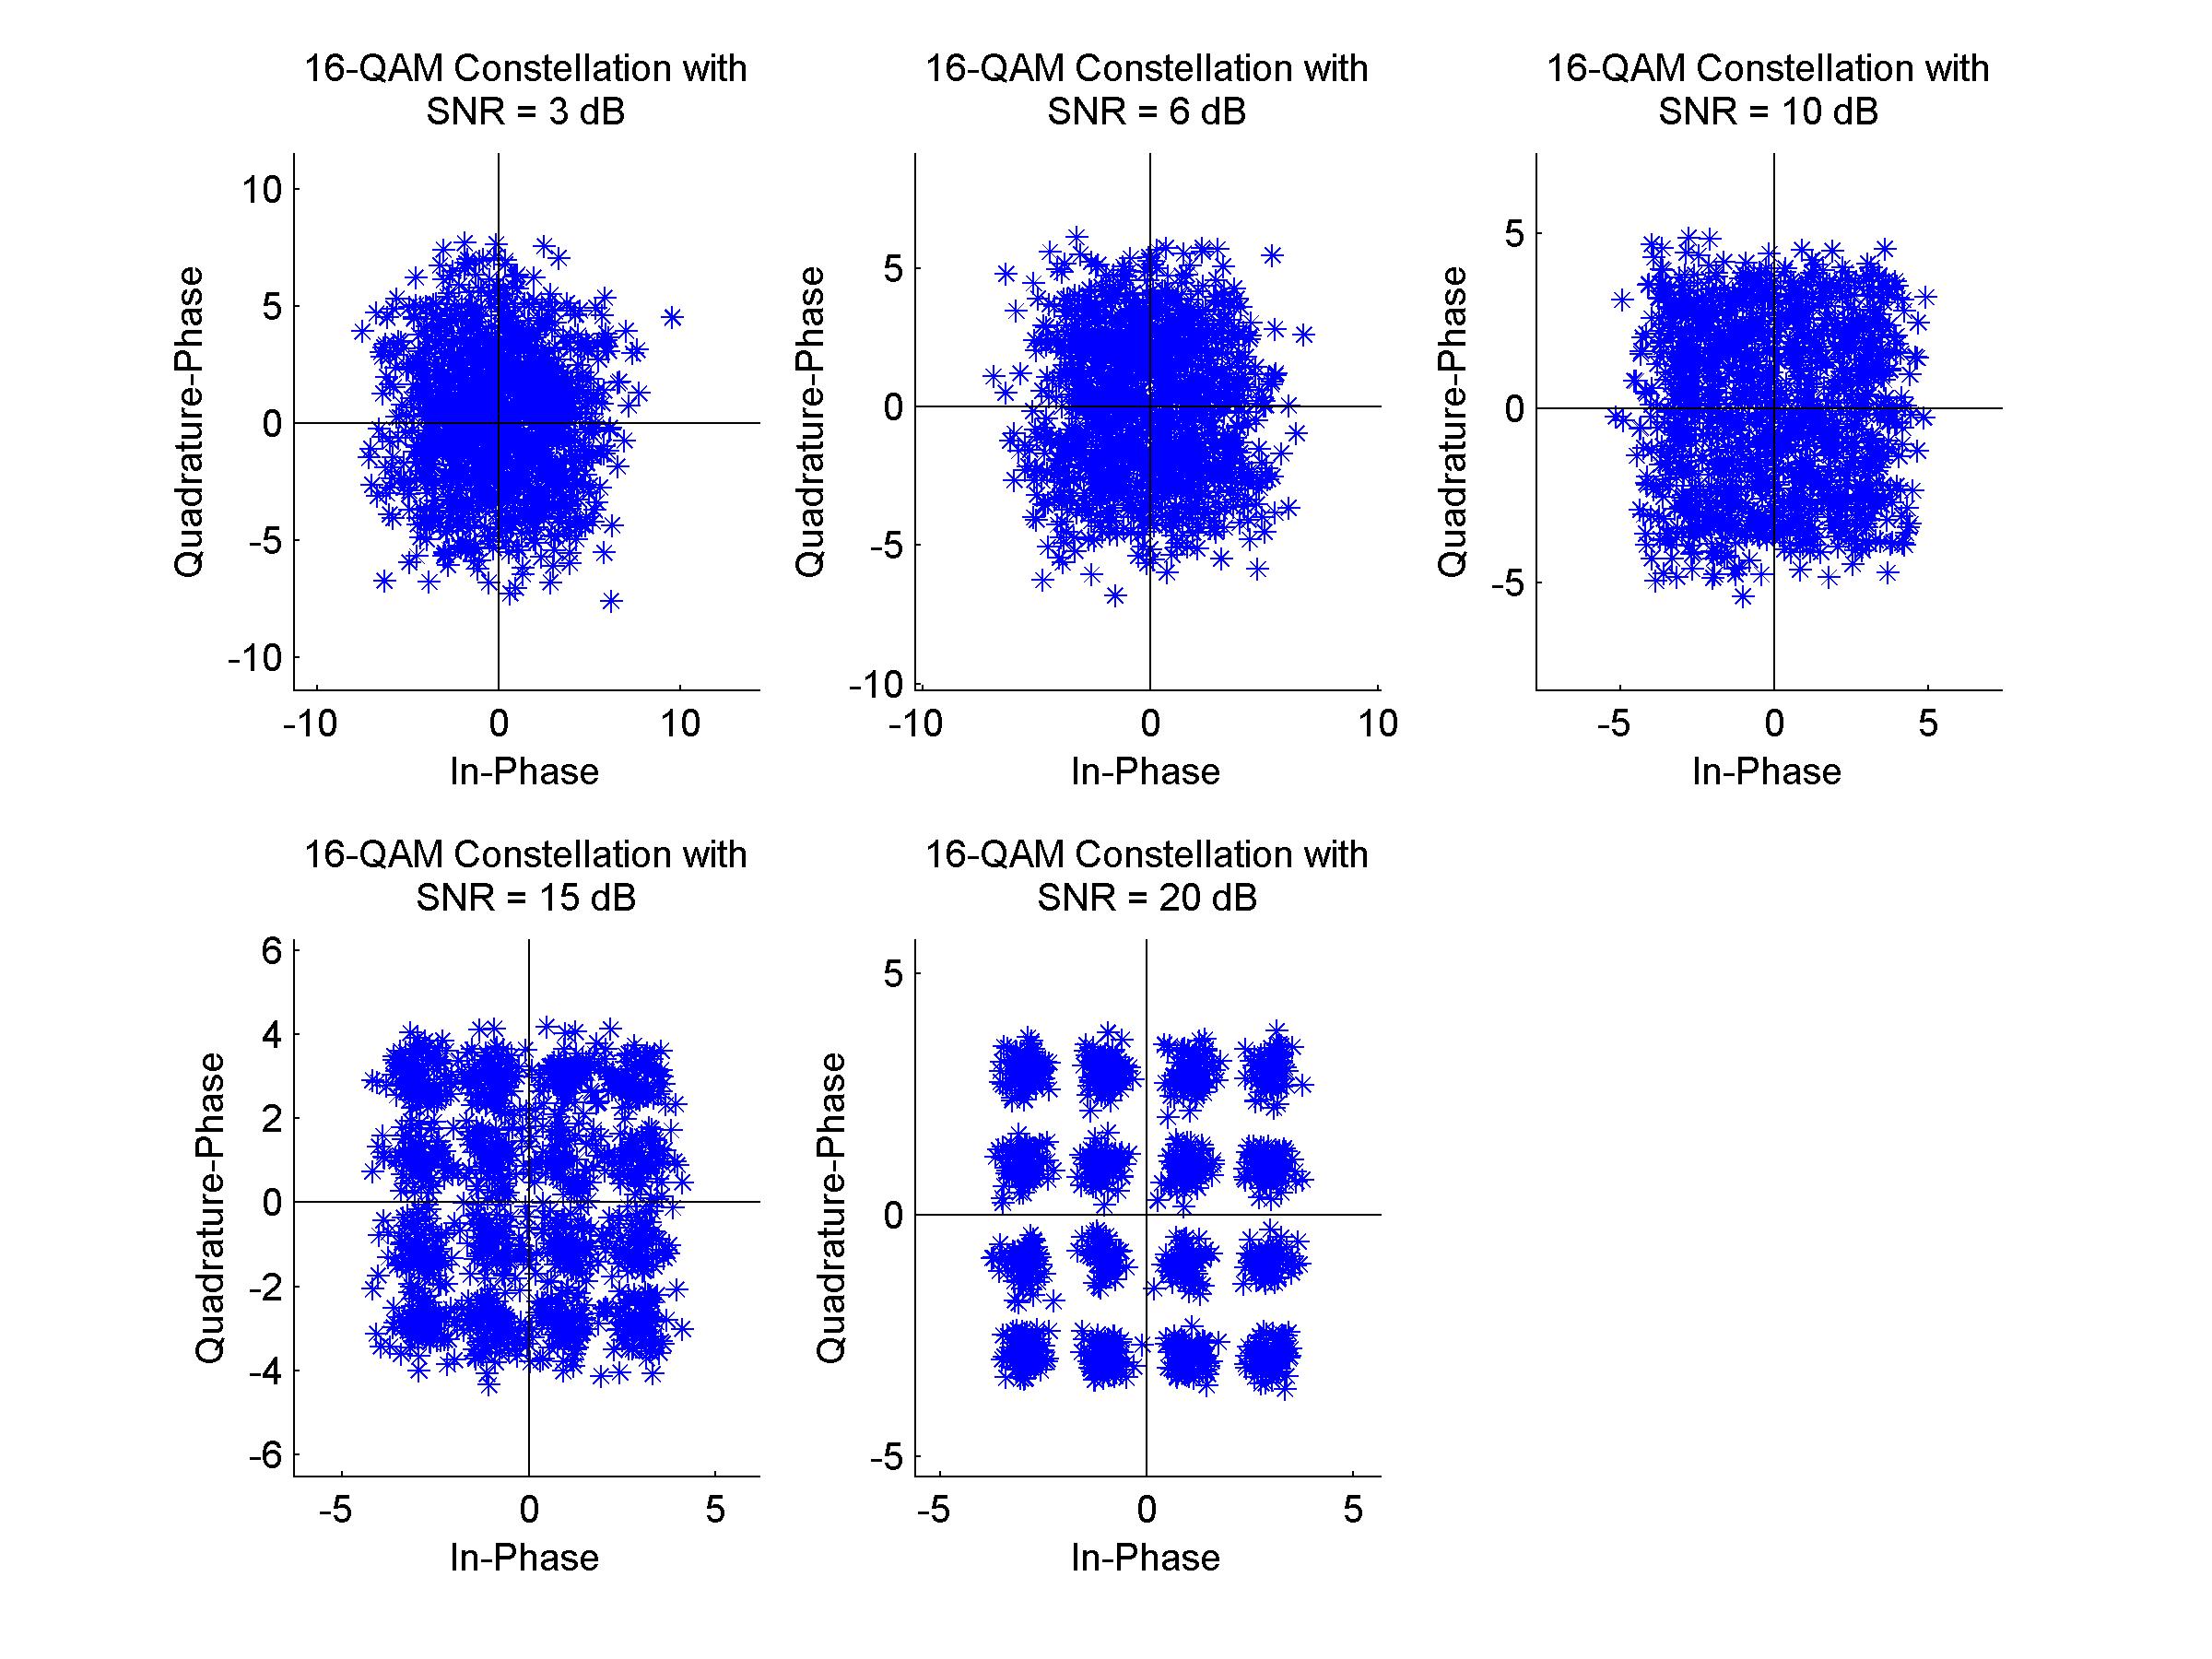 16-QAM Constellation with
SNR = 3 dB
10
5
0
-5
-10
Quadrature-Phase
-10 0 10
In-Phase
16-QAM Constellation with
SNR = 6 dB
5
0
-5
-10
Quadrature-Phase
-10 0 10
In-Phase
16-QAM Constellation with
SNR = 10 dB
5
0
-5
Quadrature-Phase
-5 0 5
In-Phase
16-QAM Constellation with
SNR = 15 dB
6
4
2
0
-2
-4
-6
Quadrature-Phase
-5 0 5
In-Phase
16-QAM Constellation with
SNR = 20 dB
5
0
-5
Quadrature-Phase
-5 0 5
In-Phase